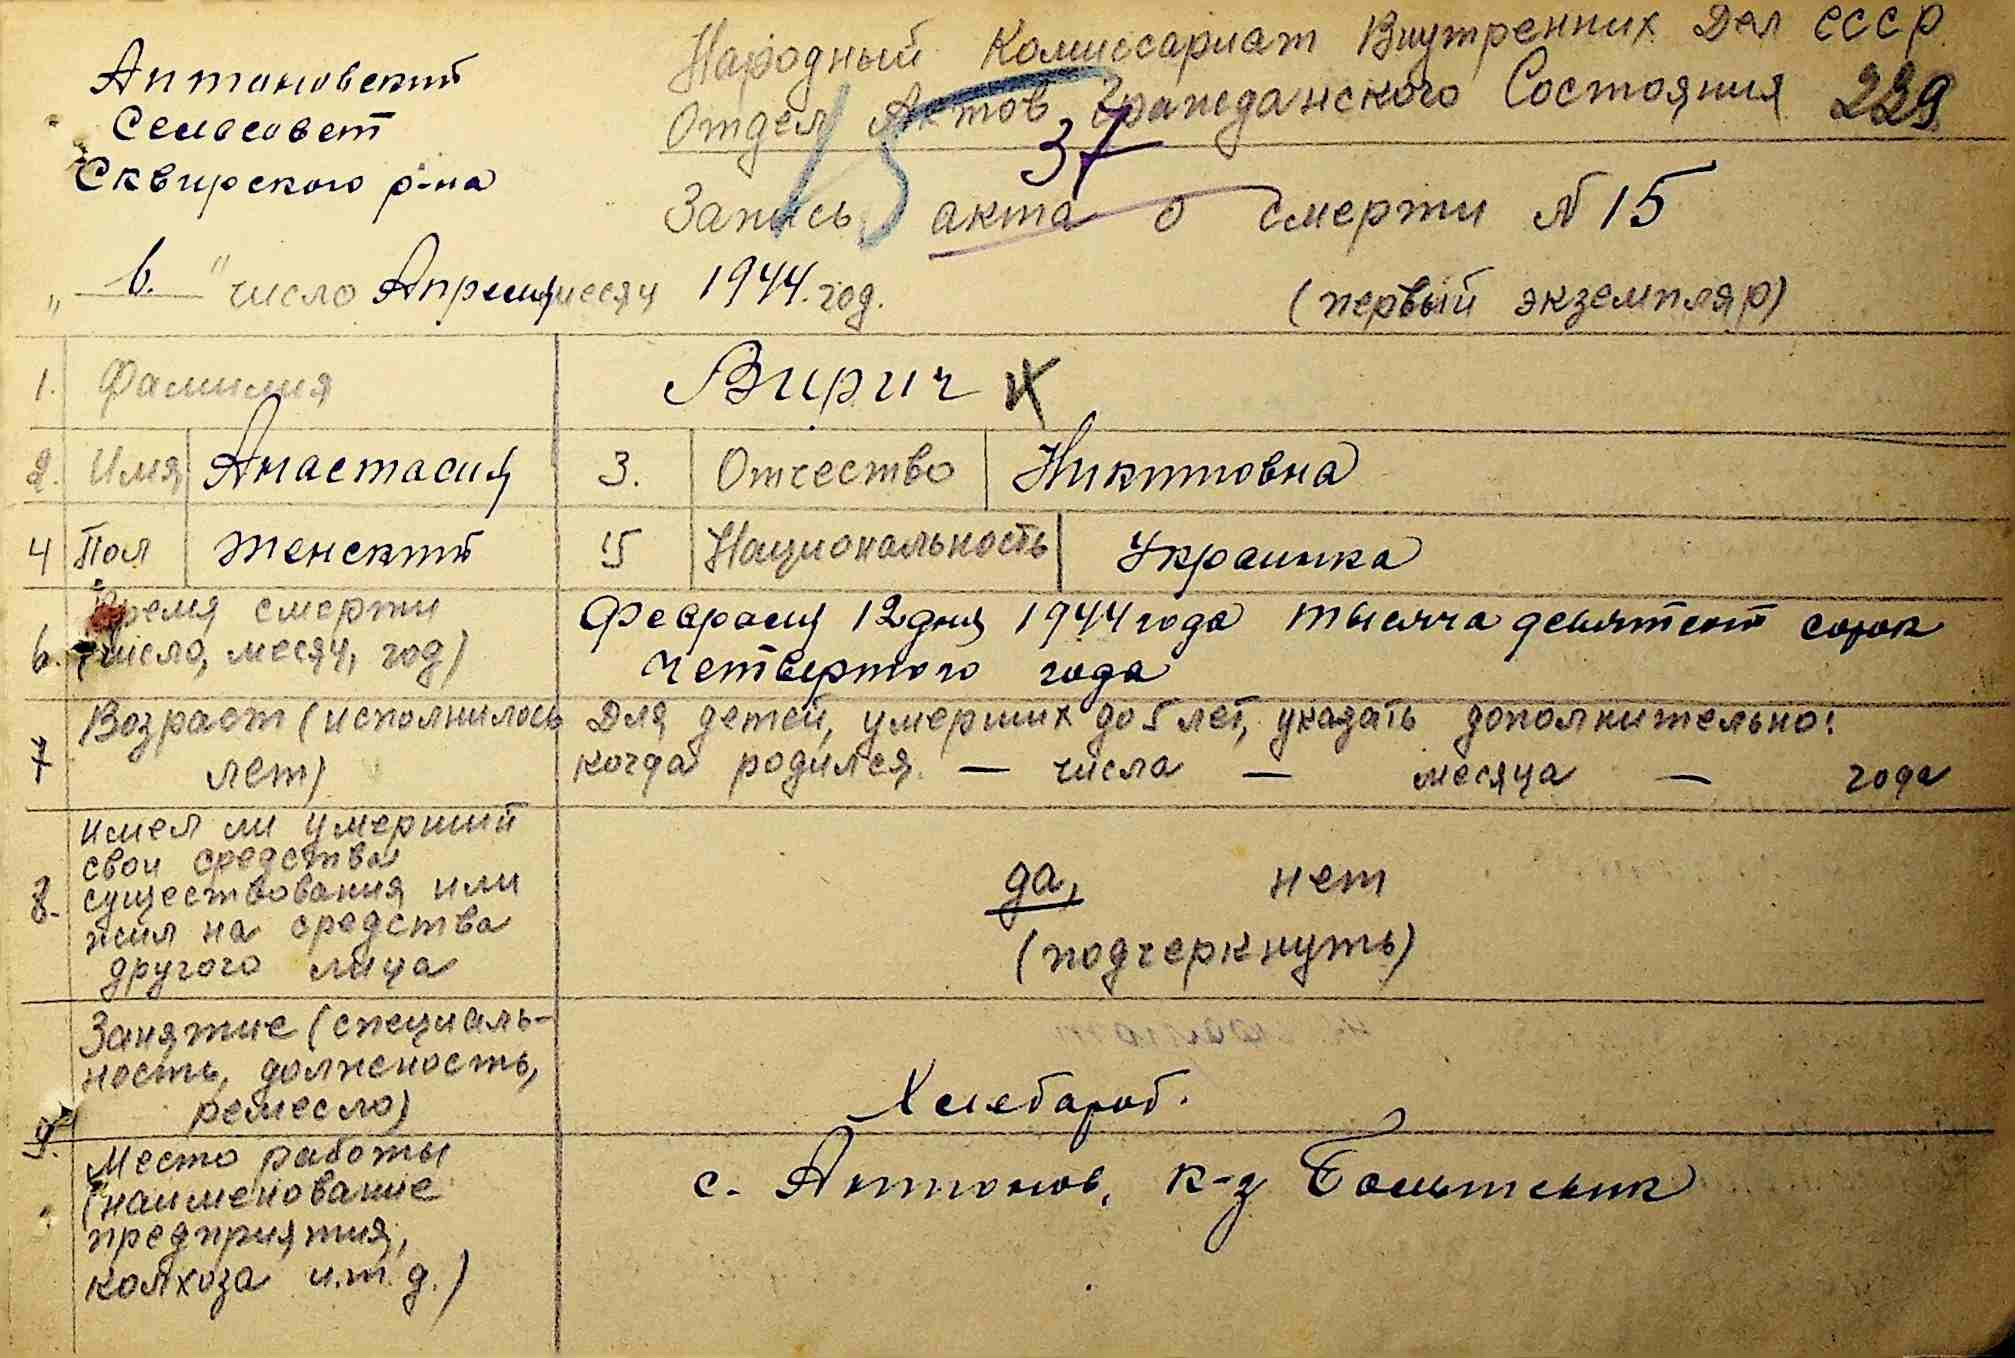 Антоновский
Сельсовет
Сквирского р-на
Народный Комиссариат Внутренних Дел СССР
Отдел Актов Гражданского Состояния 229
15
37
Запись акта о смерти № 15
" 6. " число Апреля месяц 1944. год.
(первый экземпляр)
1. Фамилия Вирич
2. Имя Анастасия 3. Отчество Никитовна
4 Пол женский 5 Национальность Украинка
6. Время смерти (число, месяц, год) Февраля 12 дня 1944 года тысяча девятсот сорок
четвертого года
7 Возраст (исполнилось лет) Для детей, умерших до 5 лет, указать дополнительно:
когда родился — числа — месяца — года
8. имел ли умерший
свои средства
существования или
жил на средства
другого лица
да, нет
(подчеркнуть)
9. Занятие (специаль-
ность, должность,
ремесло)
Хлебароб.
Место работы
(наименование
предприятия,
колхоза и.т.д.)
с. Антонов, к-з Большевик